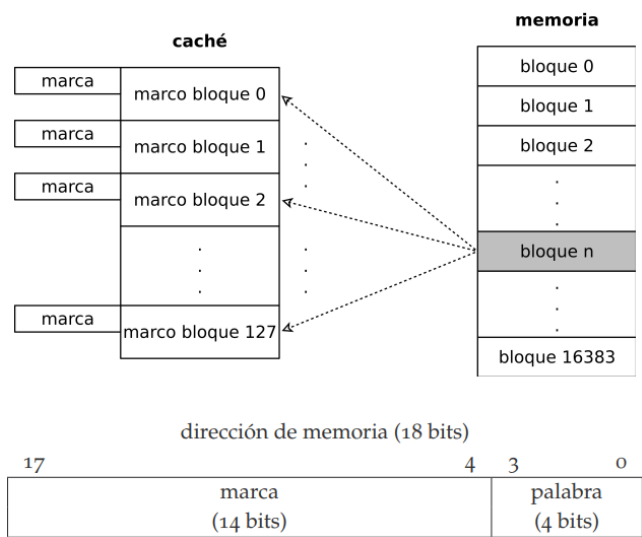 caché
memoria
marca
marco bloque 0
marca
marco bloque 1
marca
marco bloque 2
.
.
.
marca
marco bloque 127
.
.
.
.
.
.
bloque 0
bloque 1
bloque 2
.
.
.
bloque n
.
.
.
bloque 16383
dirección de memoria (18 bits)
17 4 3 0
marca palabra
(14 bits) (4 bits)